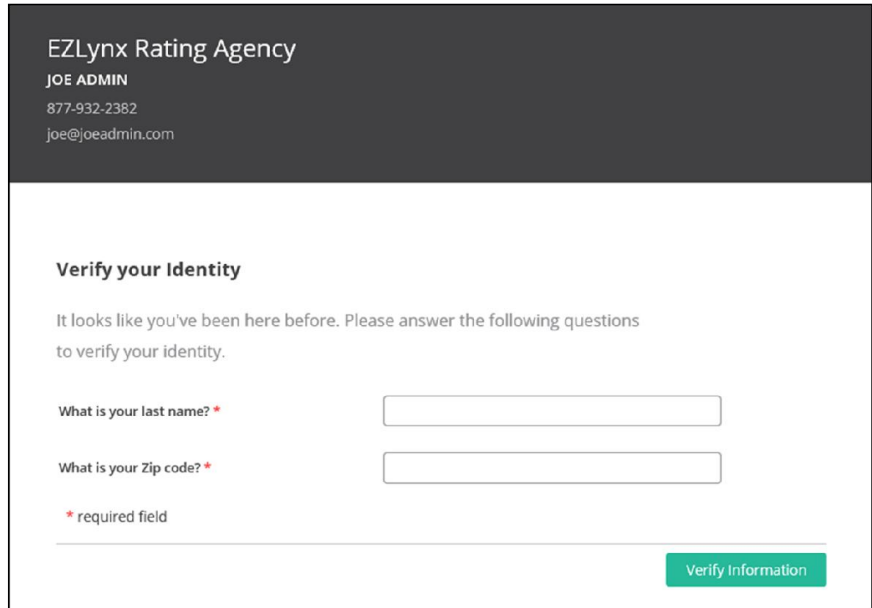 EZLynx Rating Agency
JOE ADMIN
877-932-2382
joe@joeadmin.com
Verify your Identity
It looks like you've been here before. Please answer the following questions
to verify your identity.
What is your last name? *
What is your Zip code? *
* required field
Verify Information